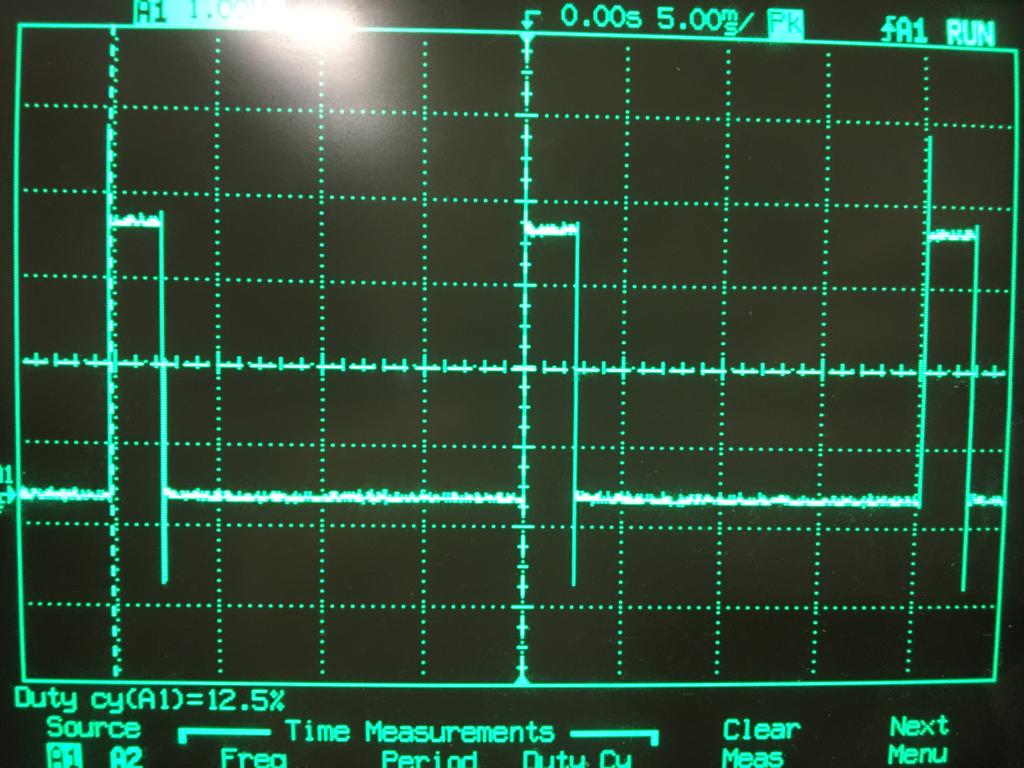 A1 1.00V 0.00s 5.00ms/ Pk A1 RUN
A1
Duty cy(A1)=12.5%
Source Time Measurements Clear Next
A1 A2 Freq Period Duty Cy Meas Menu